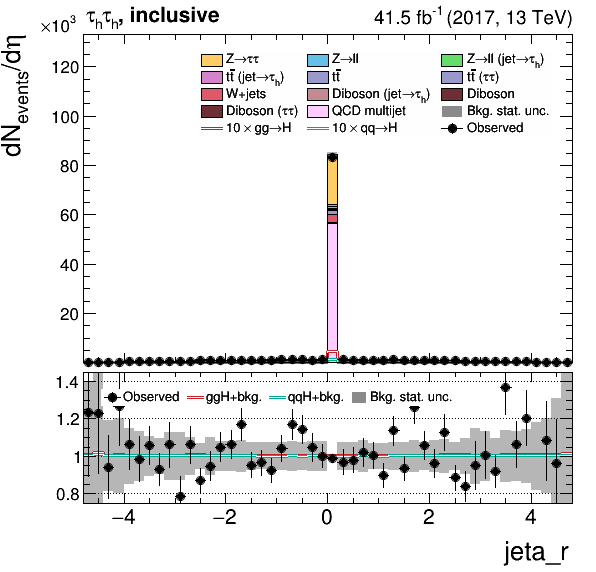 ×10³ τₕτₕ, inclusive 41.5 fb⁻¹ (2017, 13 TeV)
dN_events/dη
Z→ττ Z→ll Z→ll (jet→τₕ)
tt̄ (jet→τₕ) tt̄ tt̄ (ττ)
W+jets Diboson (jet→τₕ) Diboson
Diboson (ττ) QCD multijet Bkg. stat. unc.
10 × gg→H 10 × qq→H Observed
120
100
80
60
40
20
1.4
Observed ggH+bkg. qqH+bkg. Bkg. stat. unc.
1.2
1
0.8
−4 −2 0 2 4
jeta_r